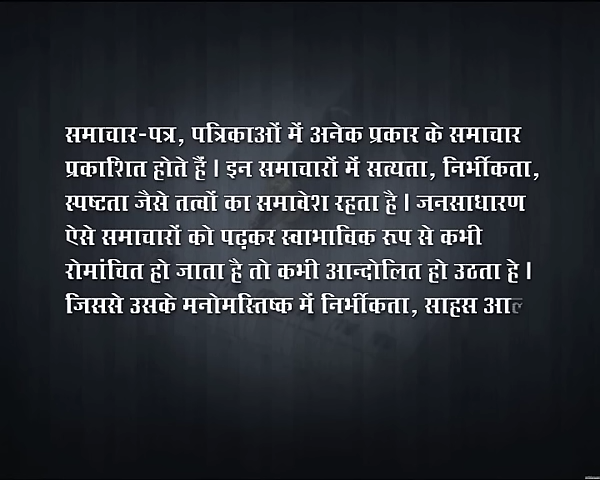 समाचार-पत्र, पत्रिकाओं में अनेक प्रकार के समाचार
प्रकाशित होते हैं। इन समाचारों में सत्यता, निर्भीकता,
स्पष्टता जैसे तत्वों का समावेश रहता है। जनसाधारण
ऐसे समाचारों को पढ़कर स्वाभाविक रूप से कभी
रोमांचित हो जाता है तो कभी आन्दोलित हो उठता हे।
जिससे उसके मनोमस्तिष्क में निर्भीकता, साहस